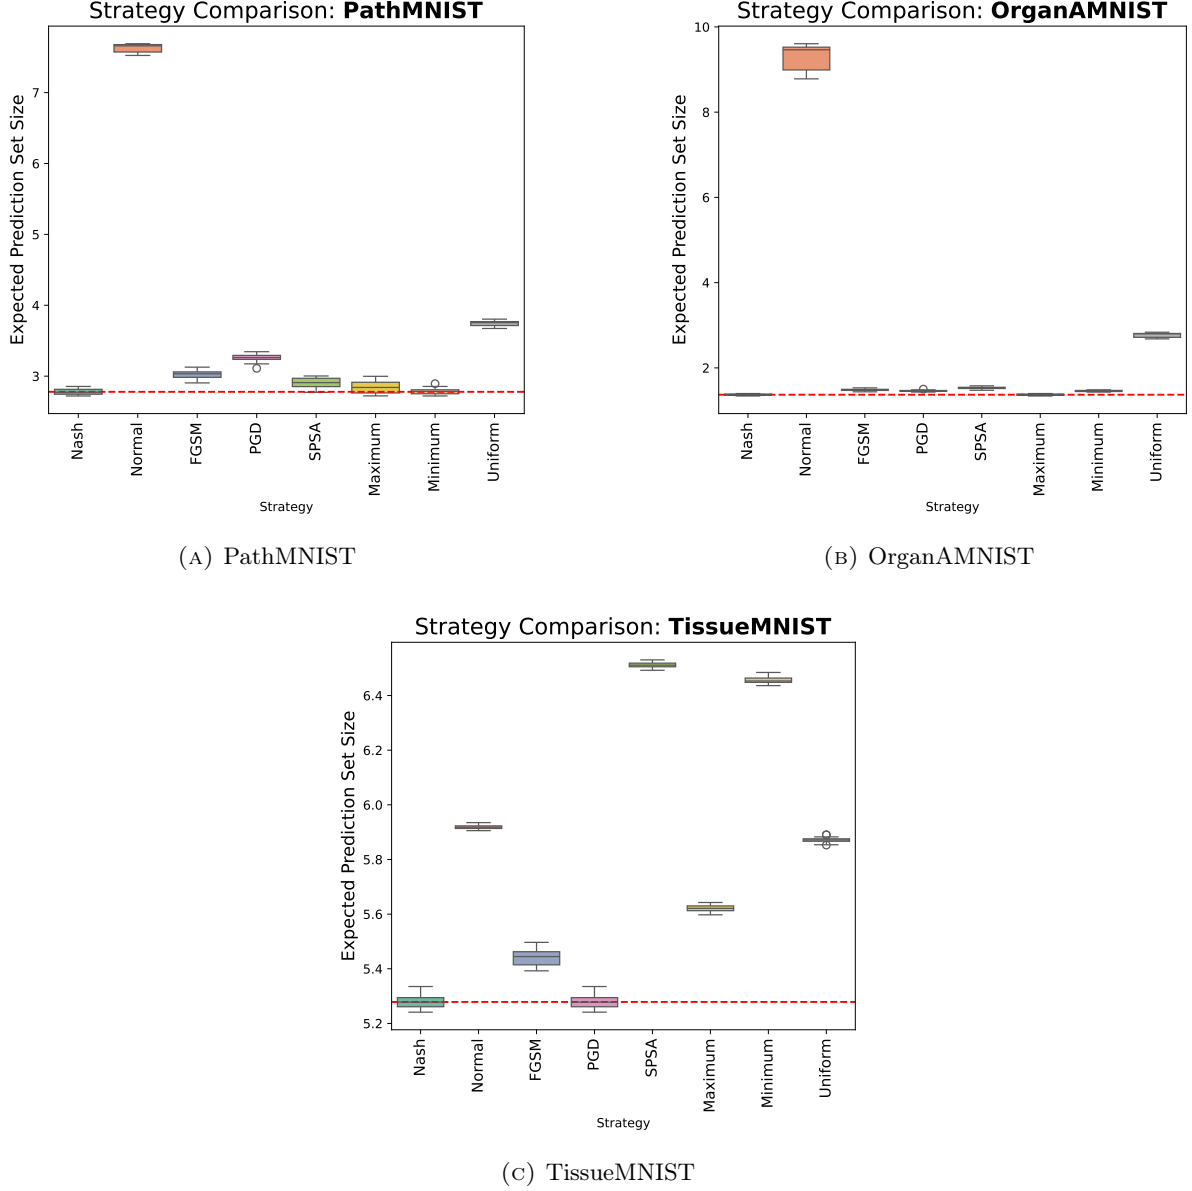 Strategy Comparison: PathMNIST
Expected Prediction Set Size
7
6
5
4
3
Nash
Normal
FGSM
PGD
SPSA
Maximum
Minimum
Uniform
Strategy
(A) PathMNIST
Strategy Comparison: OrganAMNIST
Expected Prediction Set Size
10
8
6
4
2
Nash
Normal
FGSM
PGD
SPSA
Maximum
Minimum
Uniform
Strategy
(B) OrganAMNIST
Strategy Comparison: TissueMNIST
Expected Prediction Set Size
6.4
6.2
6.0
5.8
5.6
5.4
5.2
Nash
Normal
FGSM
PGD
SPSA
Maximum
Minimum
Uniform
Strategy
(C) TissueMNIST